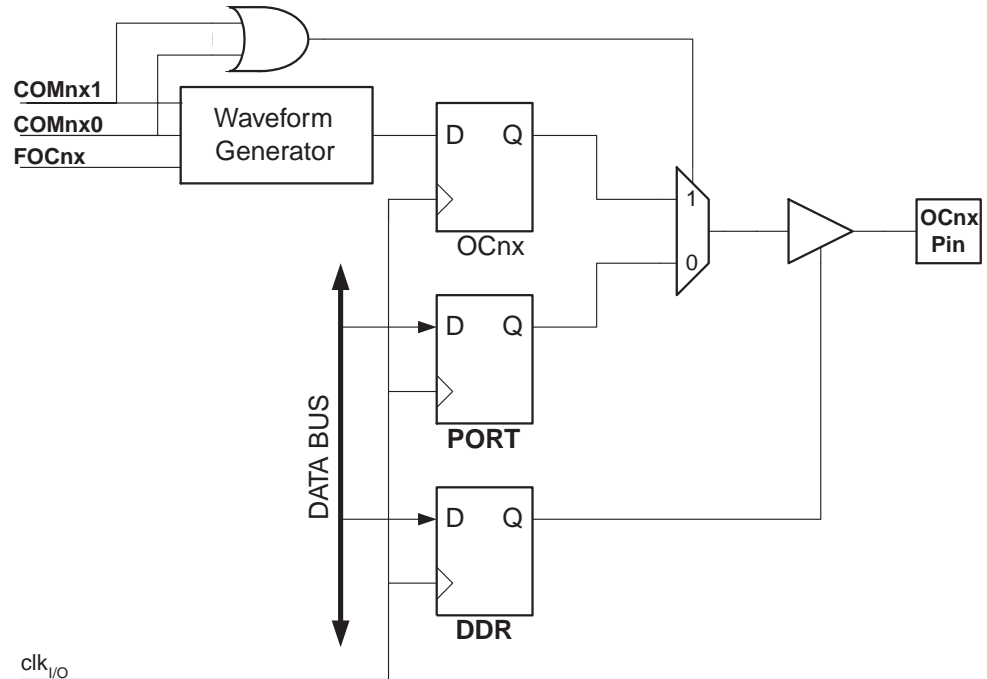 COMnx1
COMnx0
FOCnx
Waveform
Generator
D Q
OCnx
1
0
OCnx
Pin
D Q
PORT
DATA BUS
D Q
DDR
clkI/O